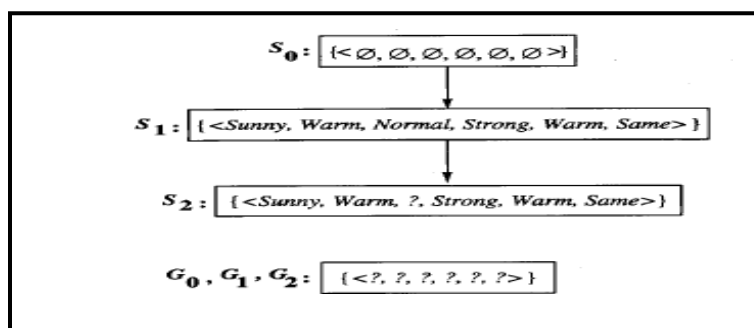 S0: {<∅, ∅, ∅, ∅, ∅, ∅>}
S1: {<Sunny, Warm, Normal, Strong, Warm, Same>}
S2: {<Sunny, Warm, ?, Strong, Warm, Same>}
G0, G1, G2: {<?, ?, ?, ?, ?, ?>}